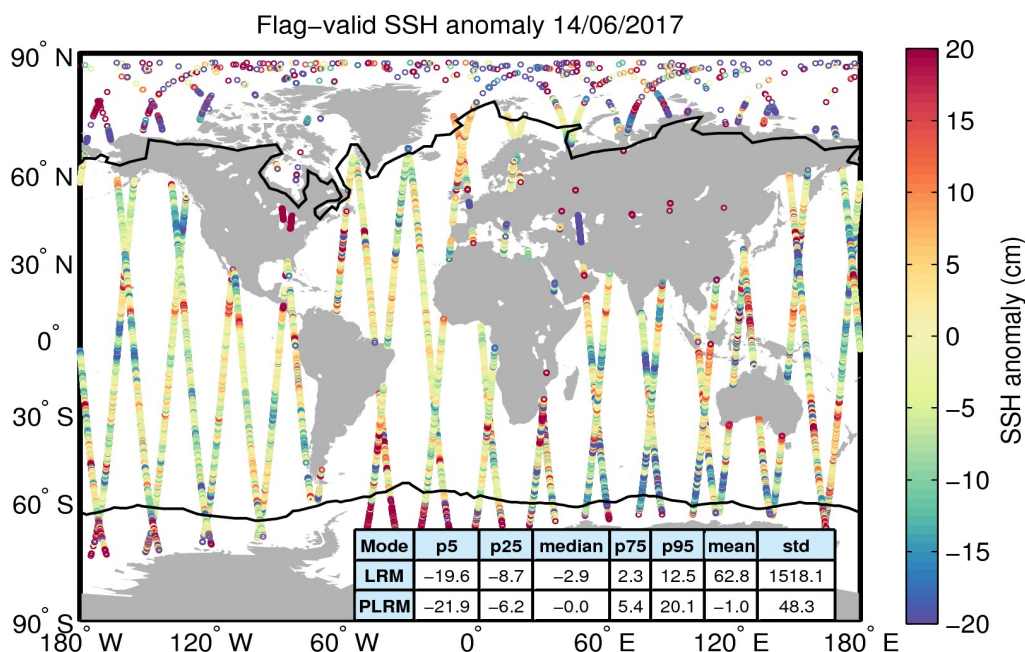 Flag−valid SSH anomaly 14/06/2017
90° N
60° N
30° N
0°
30° S
60° S
90° S
180° W
120° W
60° W
0°
60° E
120° E
180° E
Mode p5 p25 median p75 p95 mean std
LRM −19.6 −8.7 −2.9 2.3 12.5 62.8 1518.1
PLRM −21.9 −6.2 −0.0 5.4 20.1 −1.0 48.3
20
15
10
5
0
−5
−10
−15
−20
SSH anomaly (cm)